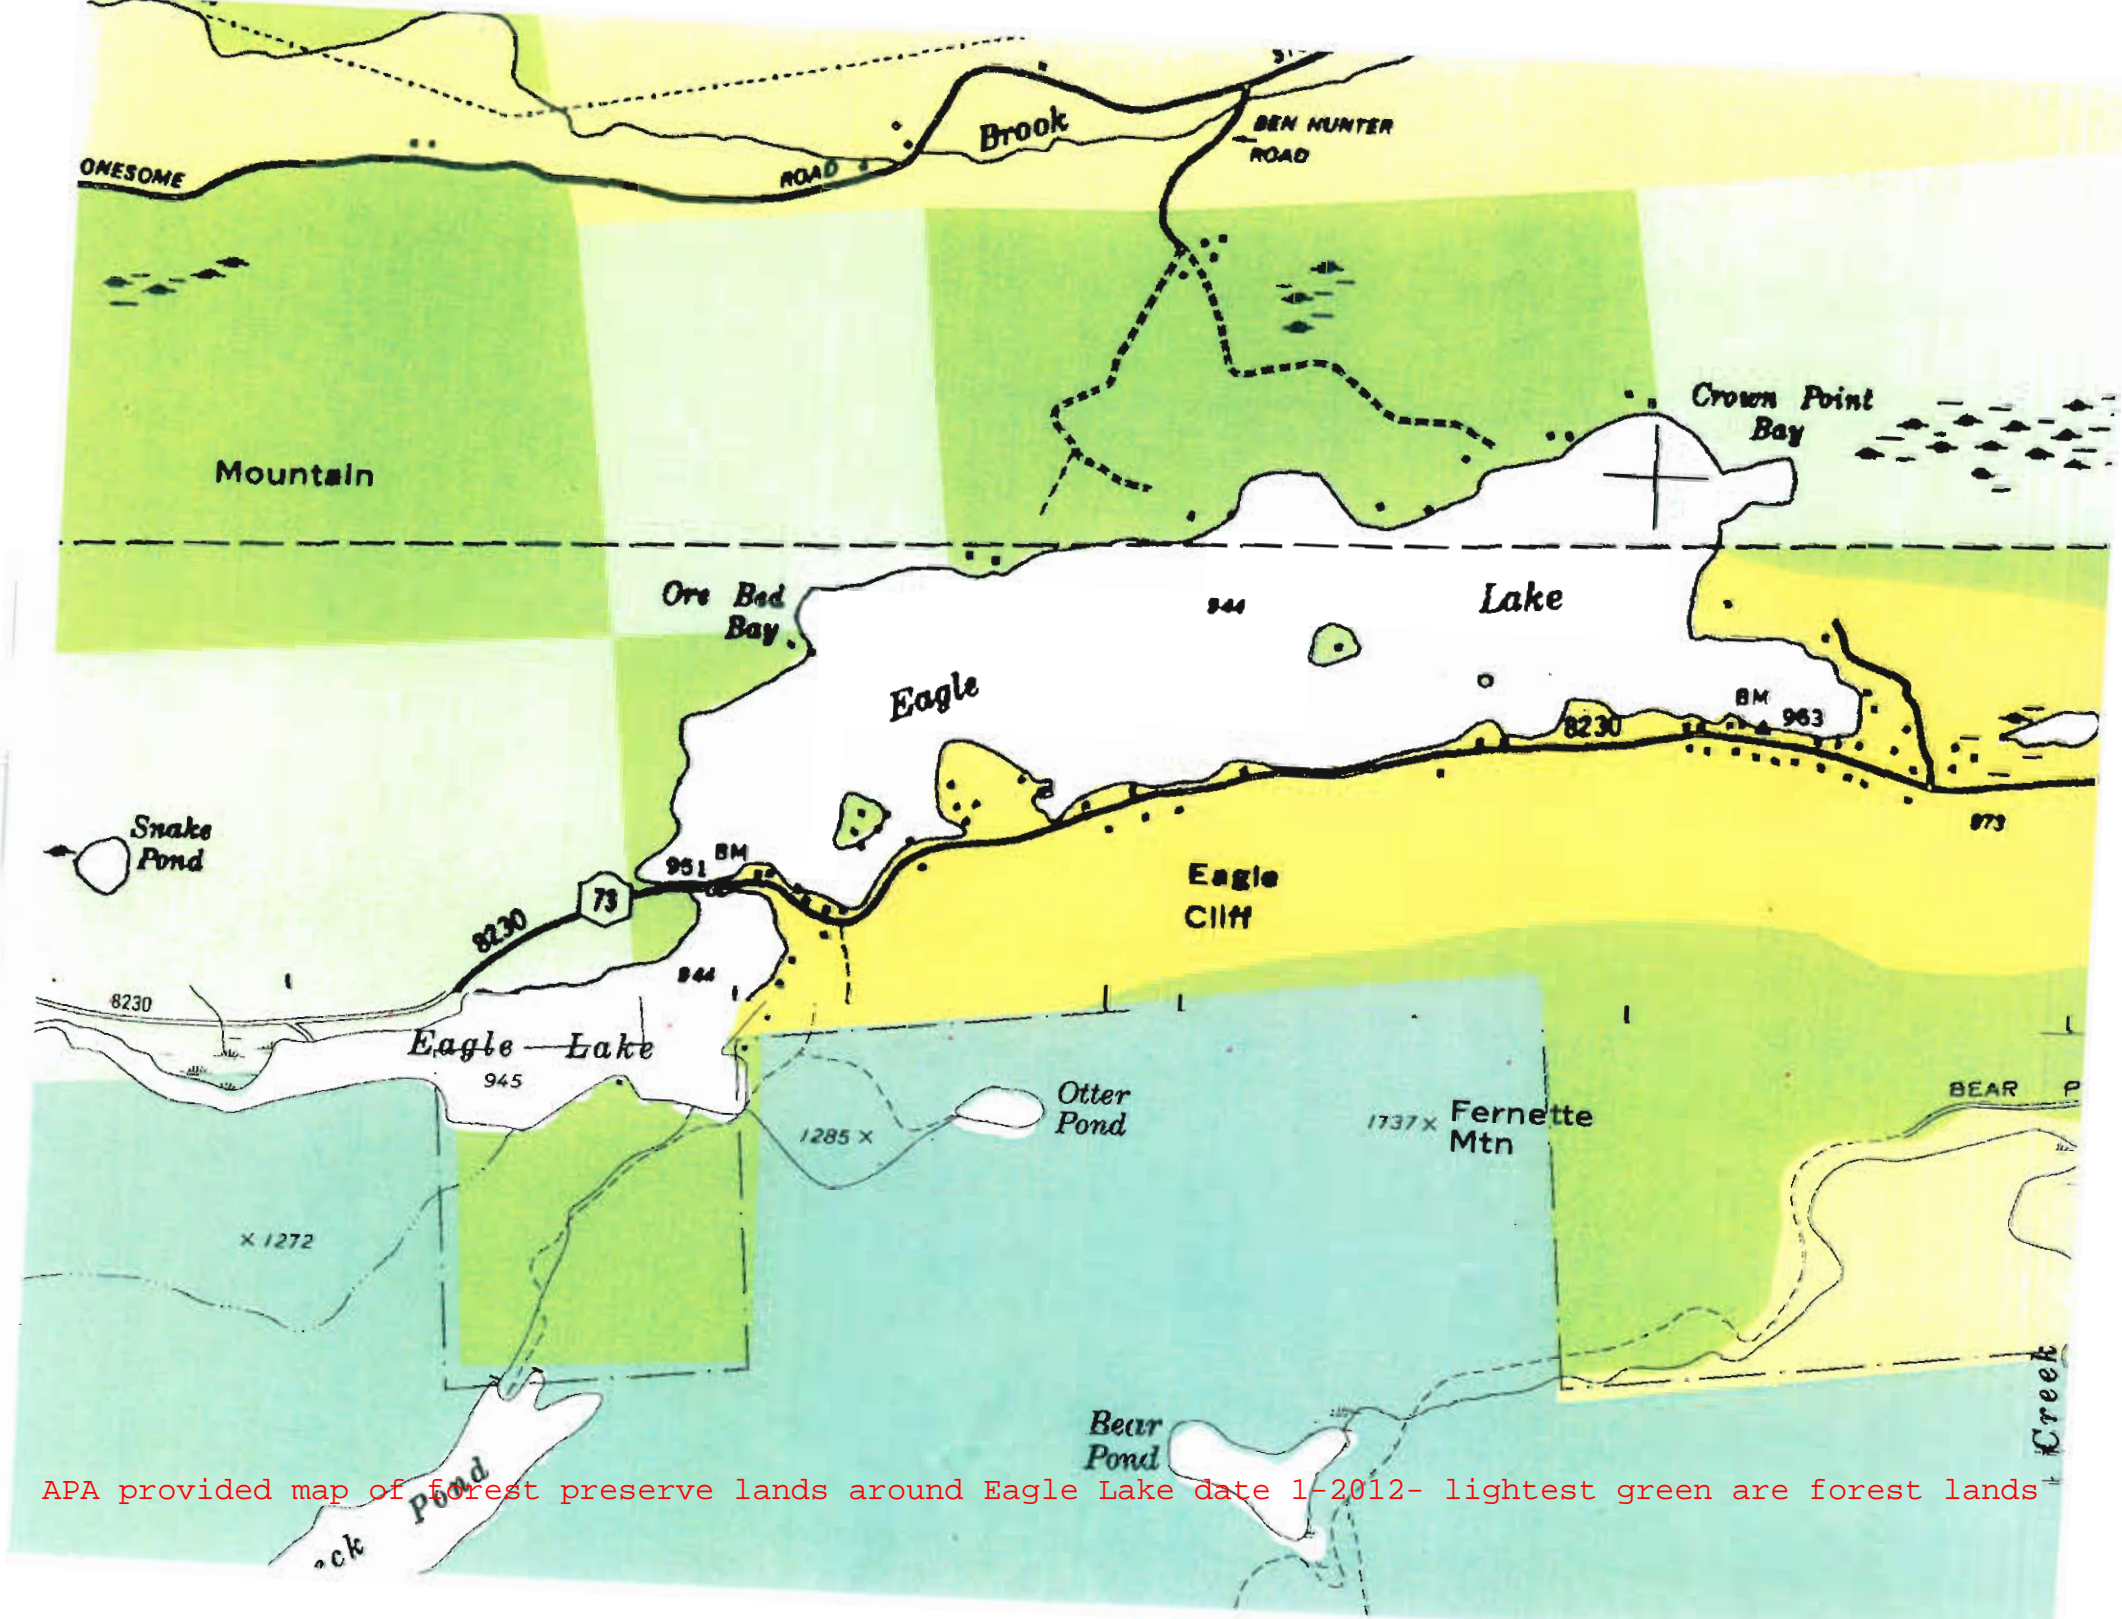 Brook
BEN HUNTER
ROAD
ONESOME
ROAD
Crown Point
Bay
Mountain
Ore Bed
Bay
944
Lake
Eagle
BM
963
8230
Snake
Pond
973
951
BM
Eagle
Cliff
73
8230
944
8230
Eagle Lake
945
Otter
Pond
BEAR P
1285 X
1737 X
Fernette
Mtn
X 1272
Creek
Bear
Pond
Pond
ack
APA provided map of forest preserve lands around Eagle Lake date 1-2012- lightest green are forest lands